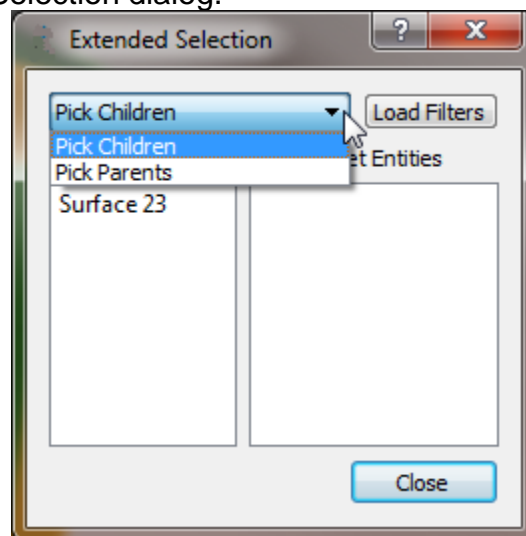 Selection dialog.
Extended Selection
?
X
Pick Children
Load Filters
Pick Children
et Entities
Pick Parents
Surface 23
Close